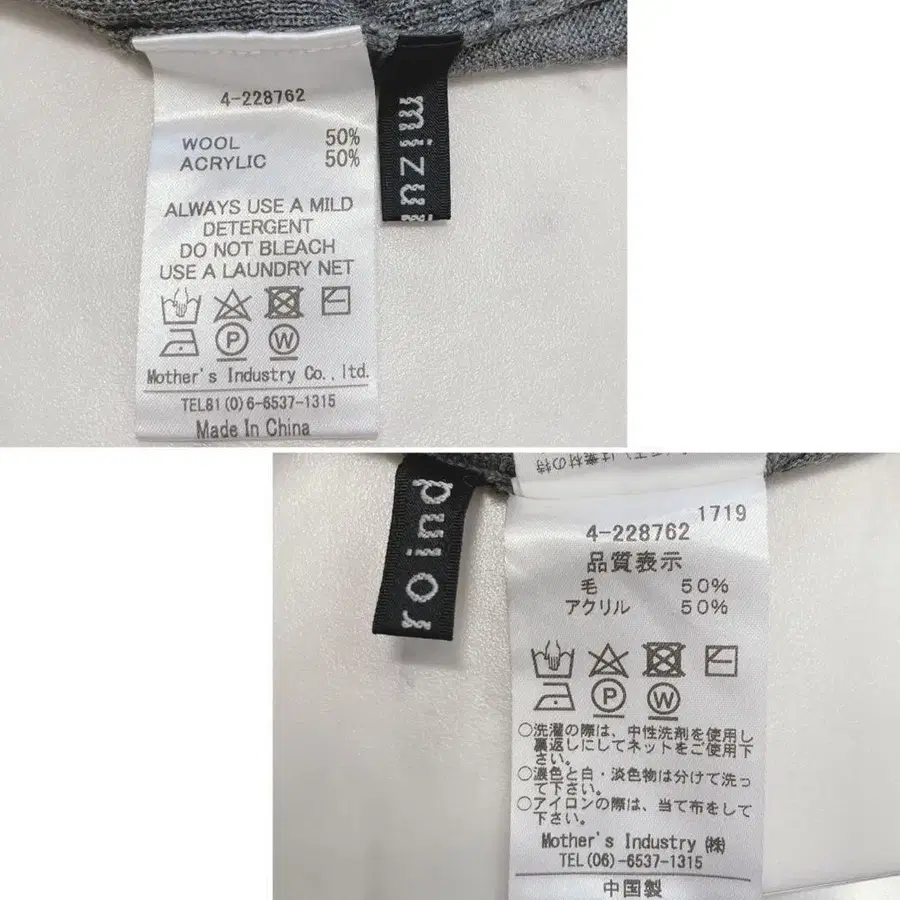 4-228762
WOOL 50%
ACRYLIC 50%
ALWAYS USE A MILD
DETERGENT
DO NOT BLEACH
USE A LAUNDRY NET
P W
Mother's Industry Co., ltd.
TEL81(0)6-6537-1315
Made In China
mizu
roind
は素材の特
1719
4-228762
品質表示
毛 50%
アクリル 50%
P W
○洗濯の際は、中性洗剤を使用し
裏返しにしてネットをご使用下
さい。
○濃色と白・淡色物は分けて洗っ
て下さい。
○アイロンの際は、当て布をして
下さい。
Mother's Industry ㈱
TEL(06)-6537-1315
中国製